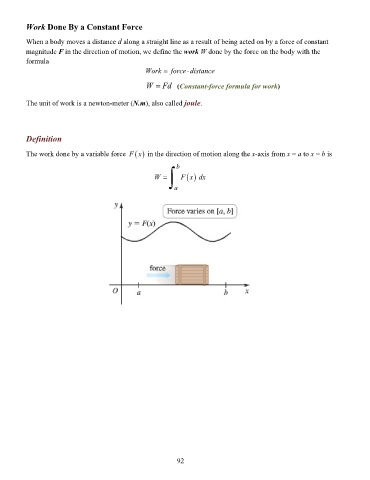 Work Done By a Constant Force
When a body moves a distance d along a straight line as a result of being acted on by a force of constant
magnitude F in the direction of motion, we define the work W done by the force on the body with the
formula
Work = force · distance
W = Fd (Constant-force formula for work)
The unit of work is a newton-meter (N.m), also called joule.
Definition
The work done by a variable force F(x) in the direction of motion along the x-axis from x = a to x = b is
W = ∫_a^b F(x) dx
y
Force varies on [a, b]
y = F(x)
force
O a b x
92